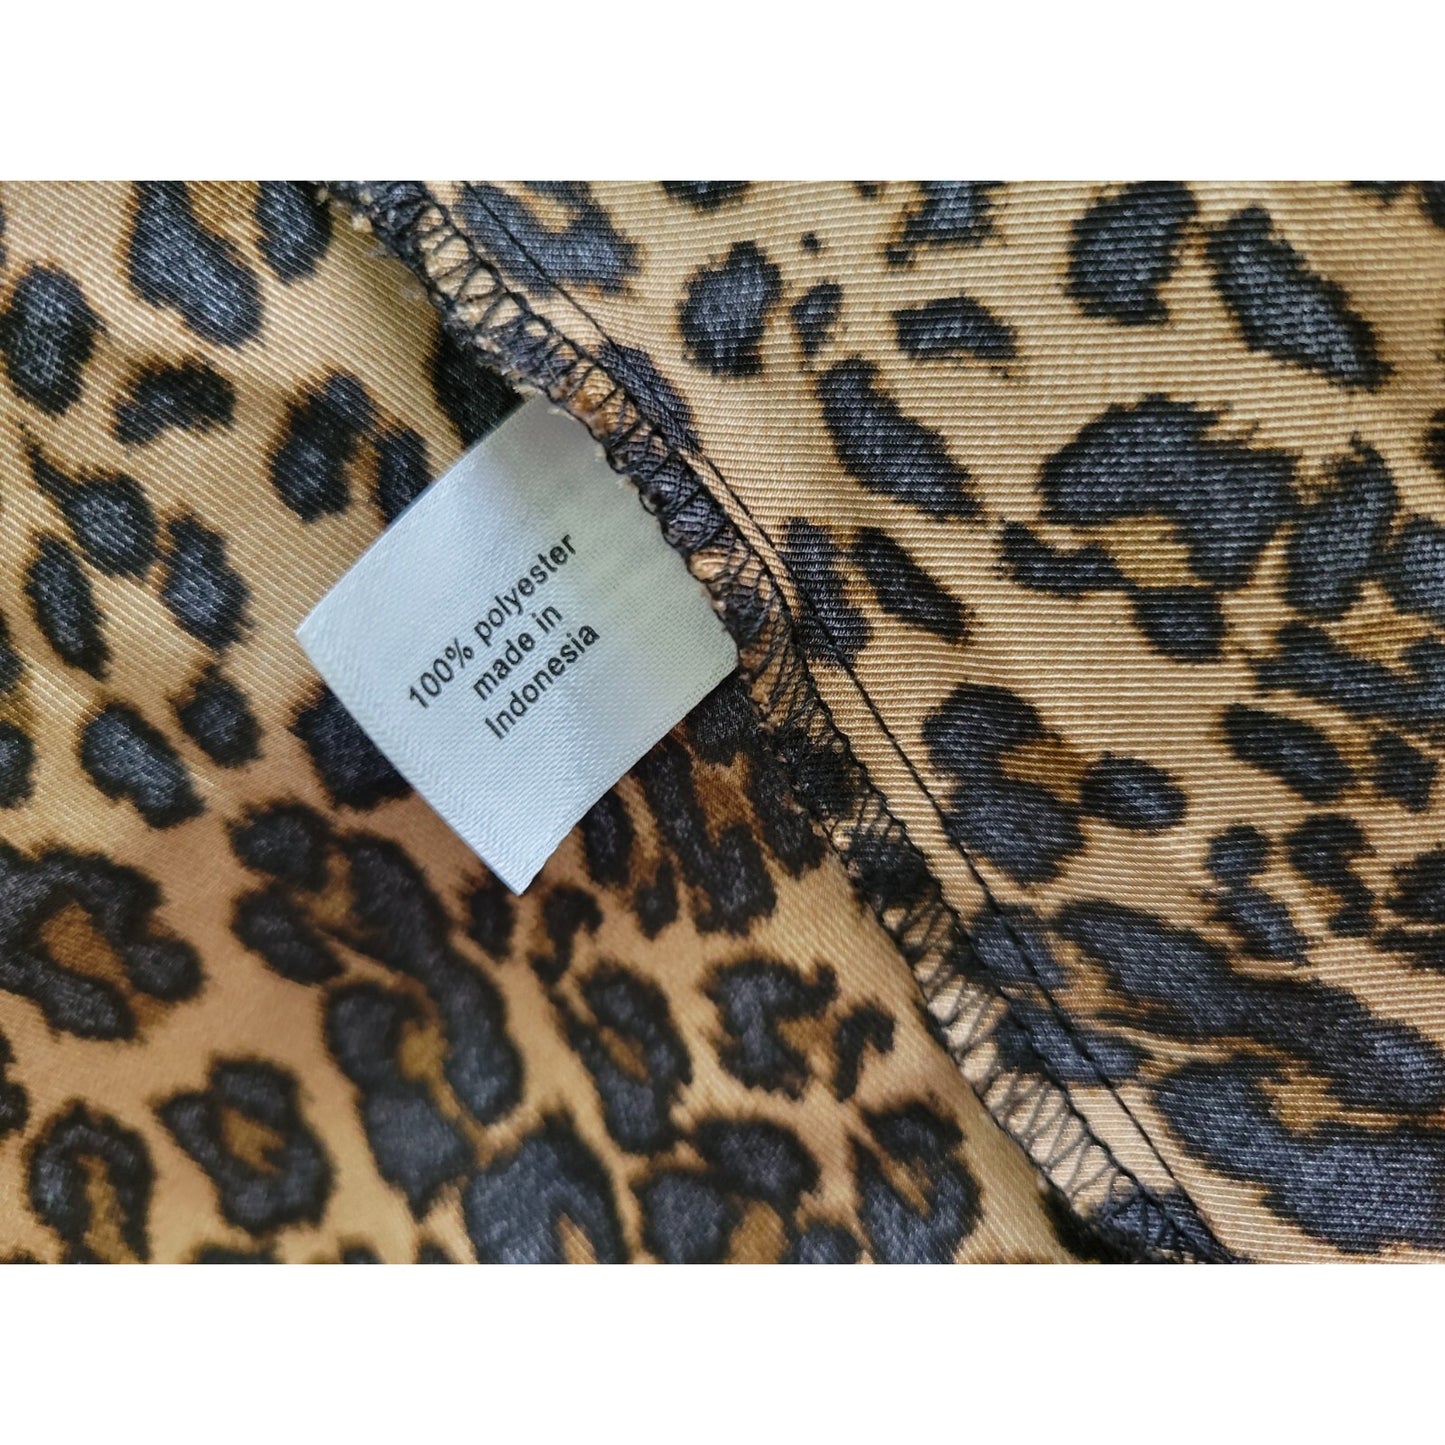 100% polyester
made in
Indonesia